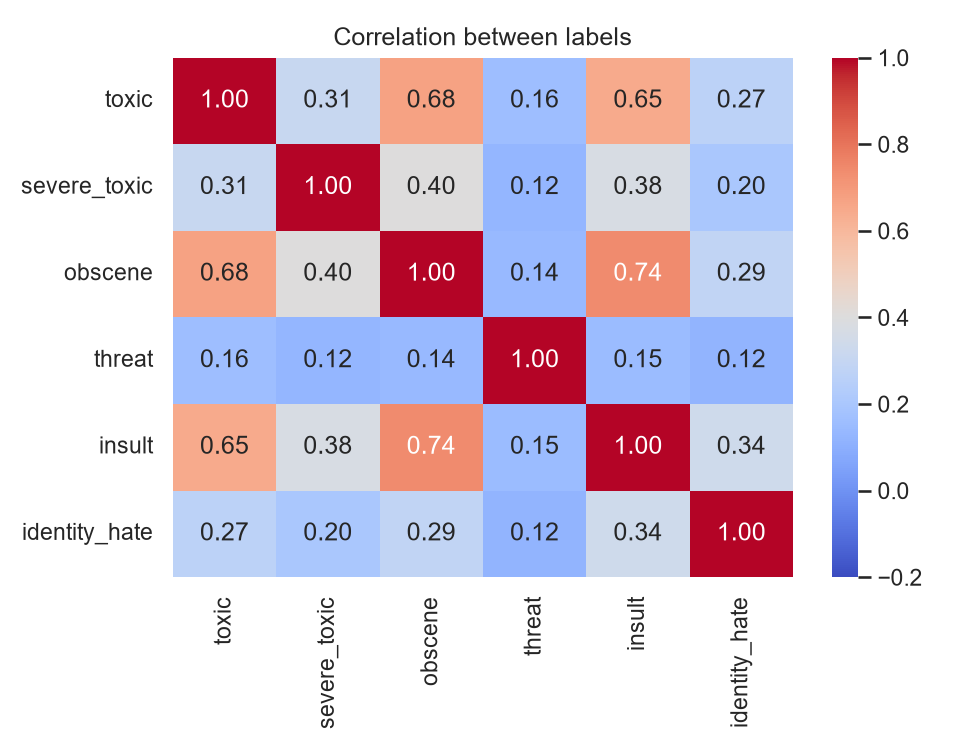 Correlation between labels
toxic 1.00 0.31 0.68 0.16 0.65 0.27
severe_toxic 0.31 1.00 0.40 0.12 0.38 0.20
obscene 0.68 0.40 1.00 0.14 0.74 0.29
threat 0.16 0.12 0.14 1.00 0.15 0.12
insult 0.65 0.38 0.74 0.15 1.00 0.34
identity_hate 0.27 0.20 0.29 0.12 0.34 1.00
toxic
severe_toxic
obscene
threat
insult
identity_hate
1.0
0.8
0.6
0.4
0.2
0.0
−0.2